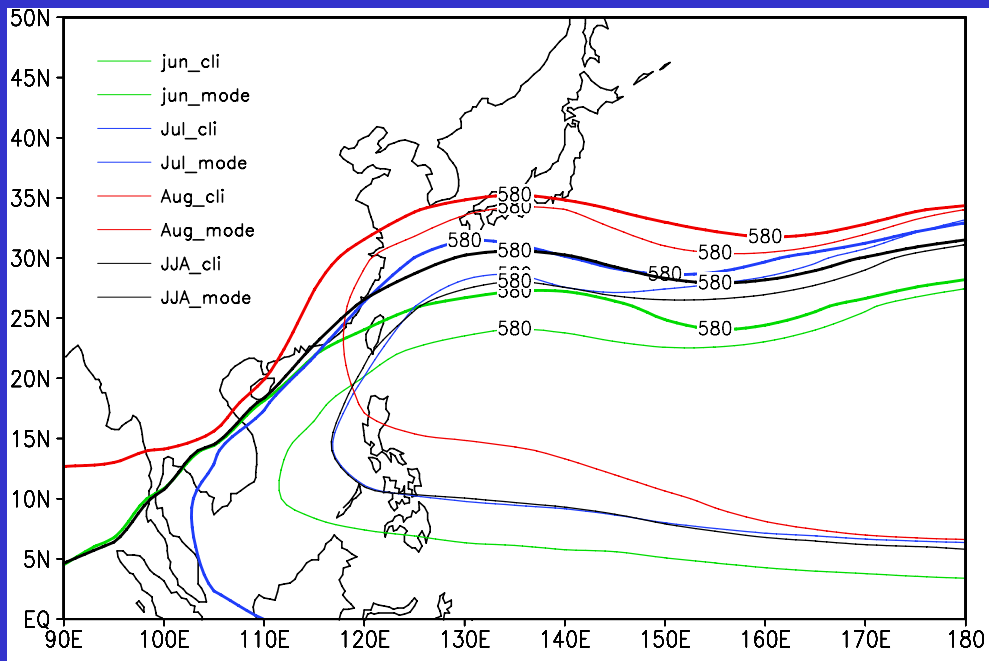 50N
45N
40N
35N
30N
25N
20N
15N
10N
5N
EQ
jun_cli
jun_mode
Jul_cli
Jul_mode
Aug_cli
Aug_mode
JJA_cli
JJA_mode
580
580
580
580
580
580
580
580
580
580
580
580
580
90E 100E 110E 120E 130E 140E 150E 160E 170E 180